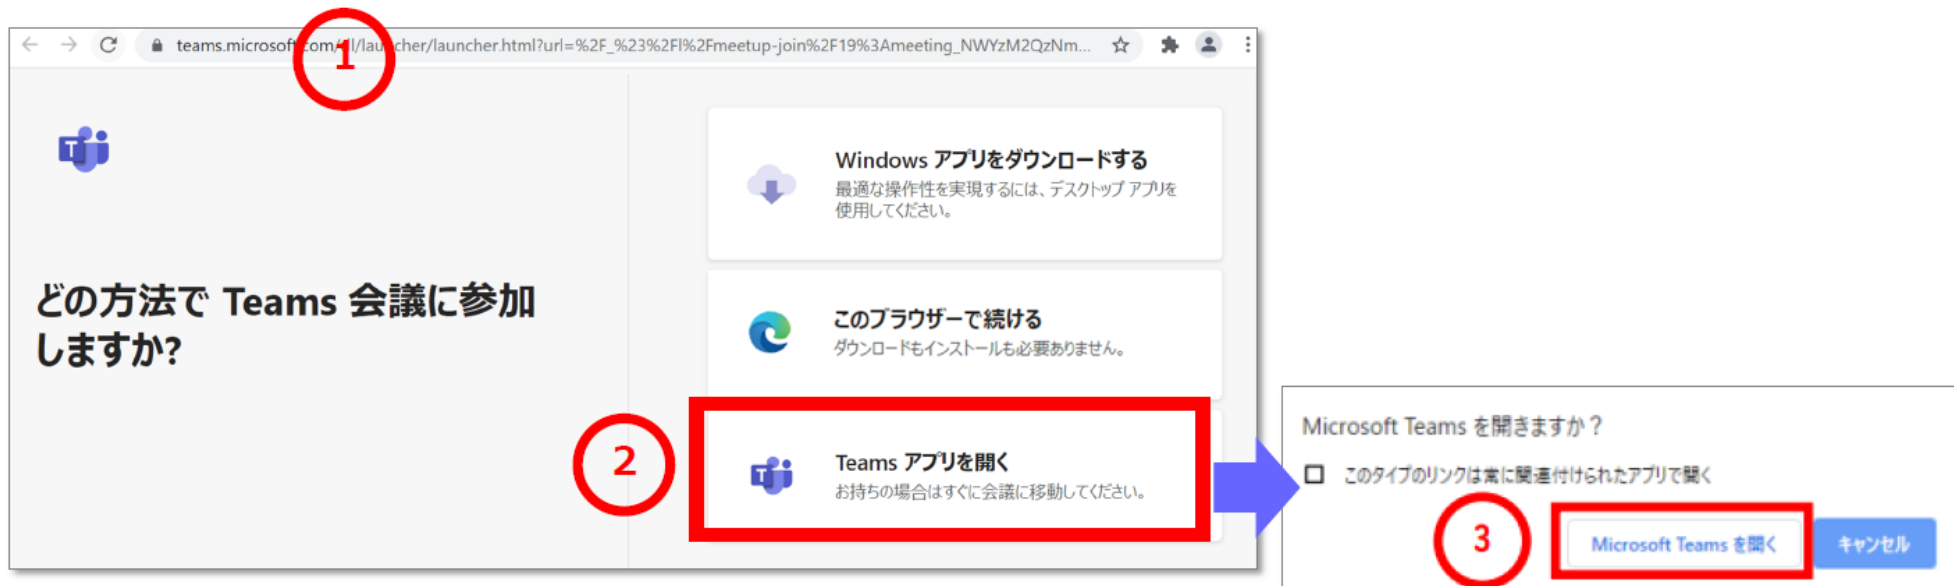 teams.microsoft.com/dl/launcher/launcher.html?url=%2F_%23%2Fl%2Fmeetup-join%2F19%3Ameeting_NWYzM2QzNm...
1
Windows アプリをダウンロードする
最適な操作性を実現するには、デスクトップ アプリを
使用してください。
どの方法で Teams 会議に参加
しますか?
このブラウザーで続ける
ダウンロードもインストールも必要ありません。
2
Teams アプリを開く
お持ちの場合はすぐに会議に移動してください。
Microsoft Teams を開きますか？
このタイプのリンクは常に関連付けられたアプリで開く
3
Microsoft Teams を開く
キャンセル